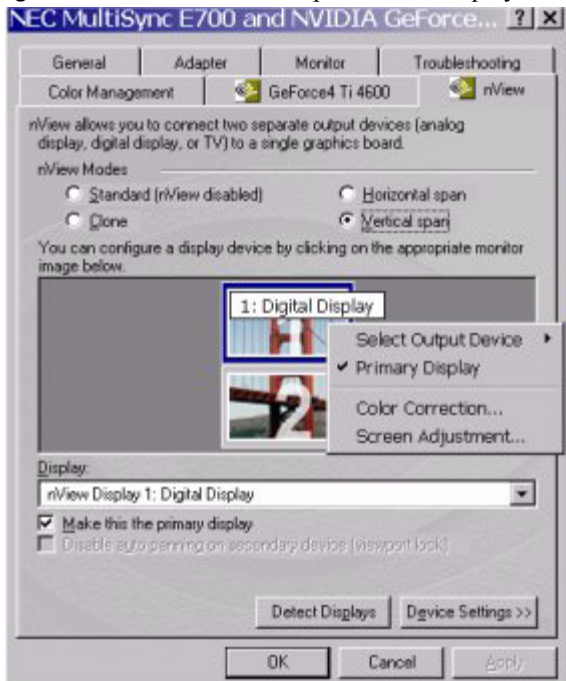 NEC MultiSync E700 and NVIDIA GeForce... ? ×
General Adapter Monitor Troubleshooting
Color Management GeForce4 Ti 4600 nView
nView allows you to connect two separate output devices (analog
display, digital display, or TV) to a single graphics board.
nView Modes
Standard (nView disabled) Horizontal span
Clone Vertical span
You can configure a display device by clicking on the appropriate monitor
image below.
1: Digital Display
Select Output Device
Primary Display
2
Color Correction...
Screen Adjustment...
Display:
nView Display 1: Digital Display
Make this the primary display
Disable auto panning on secondary device (viewport lock)
Detect Displays Device Settings >>
OK Cancel Apply